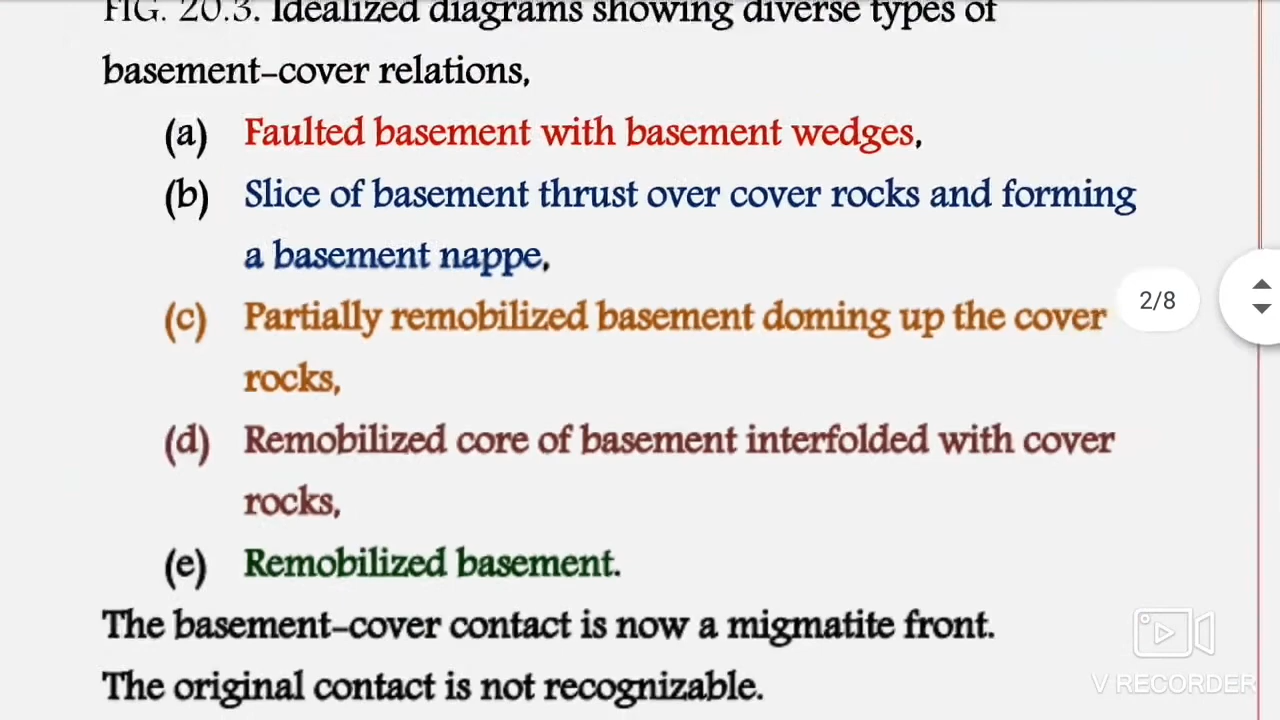 FIG. 20.3. Idealized diagrams showing diverse types of
basement-cover relations,
(a) Faulted basement with basement wedges,
(b) Slice of basement thrust over cover rocks and forming
a basement nappe,
(c) Partially remobilized basement doming up the cover
rocks,
2/8
(d) Remobilized core of basement interfolded with cover
rocks,
(e) Remobilized basement.
The basement-cover contact is now a migmatite front.
The original contact is not recognizable.
V RECORDER